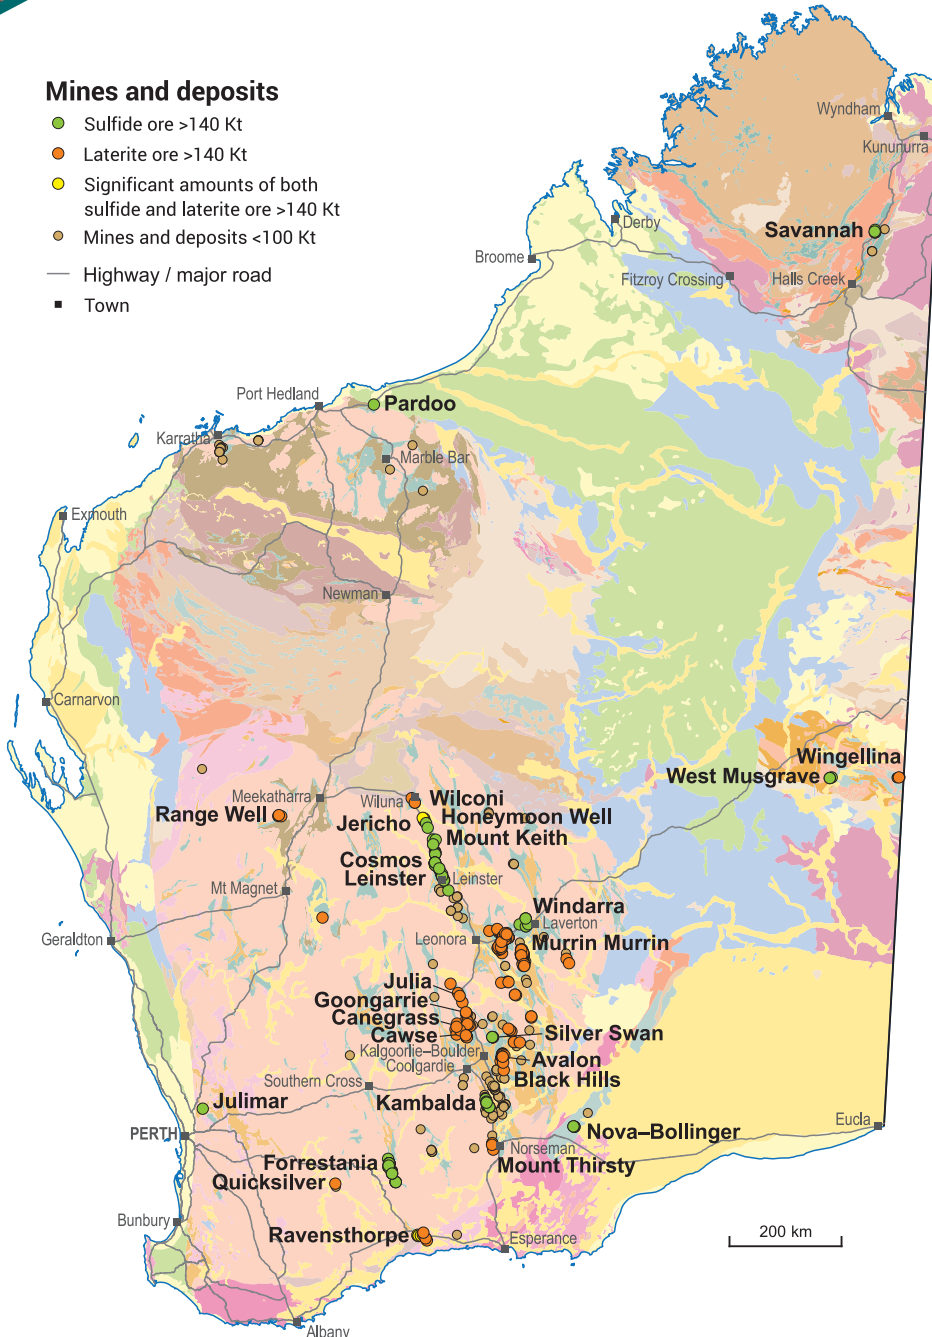 Mines and deposits
Sulfide ore >140 Kt
Laterite ore >140 Kt
Significant amounts of both
sulfide and laterite ore >140 Kt
Mines and deposits <100 Kt
Highway / major road
Town
Wyndham
Kununurra
Derby
Savannah
Broome
Fitzroy Crossing
Halls Creek
Port Hedland
Pardoo
Karratha
Marble Bar
Exmouth
Newman
Carnarvon
Wingellina
West Musgrave
Meekatharra
Wiluna
Wilconi
Range Well
Honeymoon Well
Jericho
Mount Keith
Cosmos
Leinster
Leinster
Mt Magnet
Windarra
Laverton
Geraldton
Leonora
Murrin Murrin
Julia
Goongarrie
Canegrass
Cawse
Silver Swan
Kalgoorlie–Boulder
Avalon
Coolgardie
Black Hills
Southern Cross
Julimar
Kambalda
Eucla
PERTH
Nova–Bollinger
Norseman
Forrestania
Mount Thirsty
Quicksilver
Bunbury
Ravensthorpe
Esperance
200 km
Albany